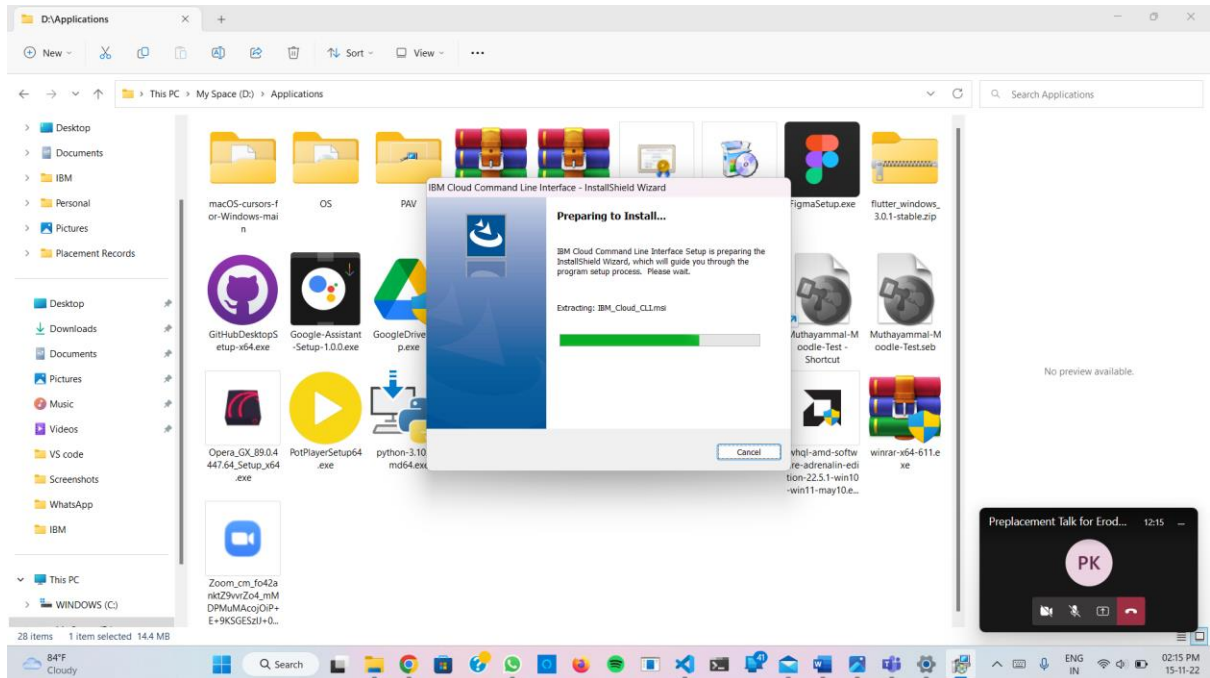 D:\Applications
New
Sort
View
This PC > My Space (D:) > Applications
Search Applications
Desktop
Documents
IBM
Personal
Pictures
Placement Records
Desktop
Downloads
Documents
Pictures
Music
Videos
VS code
Screenshots
WhatsApp
IBM
This PC
WINDOWS (C:)
macOS-cursors-f
or-Windows-mai
n
OS
PAV
FigmaSetup.exe
flutter_windows_
3.0.1-stable.zip
GitHubDesktopS
etup-x64.exe
Google-Assistant
-Setup-1.0.0.exe
GoogleDrive
p.exe
Muthayammal-M
oodle-Test -
Shortcut
Muthayammal-M
oodle-Test.seb
Opera_GX_89.0.4
447.64_Setup_x64
.exe
PotPlayerSetup64
.exe
python-3.10
md64.exe
whql-amd-softw
are-adrenalin-edi
tion-22.5.1-win10
-win11-may10.e...
winrar-x64-611.e
xe
Zoom_cm_fo42a
nktZ9vvrZo4_mM
DPMuMAcojOiP+
E+9KSGESzU+0...
IBM Cloud Command Line Interface - InstallShield Wizard
Preparing to Install...
IBM Cloud Command Line Interface Setup is preparing the
InstallShield Wizard, which will guide you through the
program setup process. Please wait.
Extracting: IBM_Cloud_CLI.msi
Cancel
No preview available.
Preplacement Talk for Erod... 12:15
PK
28 items 1 item selected 14.4 MB
84°F
Cloudy
Search
41
ENG
IN
02:15 PM
15-11-22